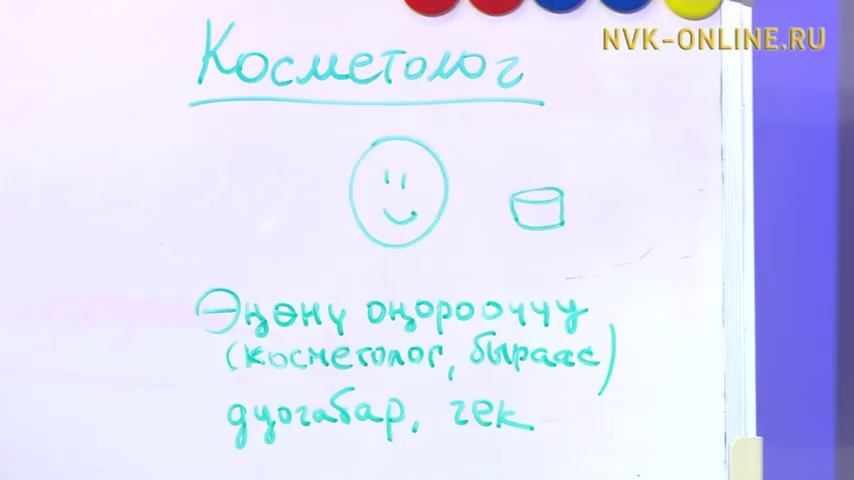 NVK-ONLINE.RU
Косметолог
Өҥөнү оҥорооччу
(косметолог, быраас)
дуогабар, чек